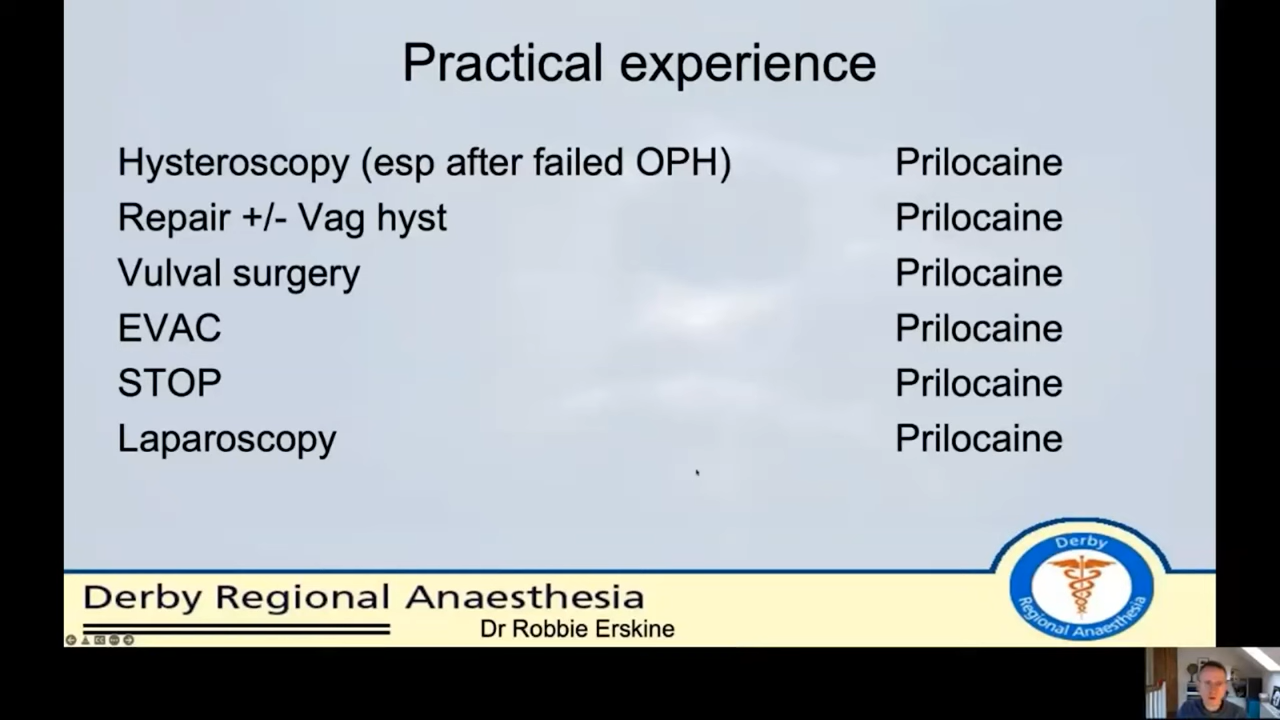 Practical experience
Hysteroscopy (esp after failed OPH) Prilocaine
Repair +/- Vag hyst Prilocaine
Vulval surgery Prilocaine
EVAC Prilocaine
STOP Prilocaine
Laparoscopy Prilocaine
Derby
Regional Anaesthesia
Derby Regional Anaesthesia
Dr Robbie Erskine